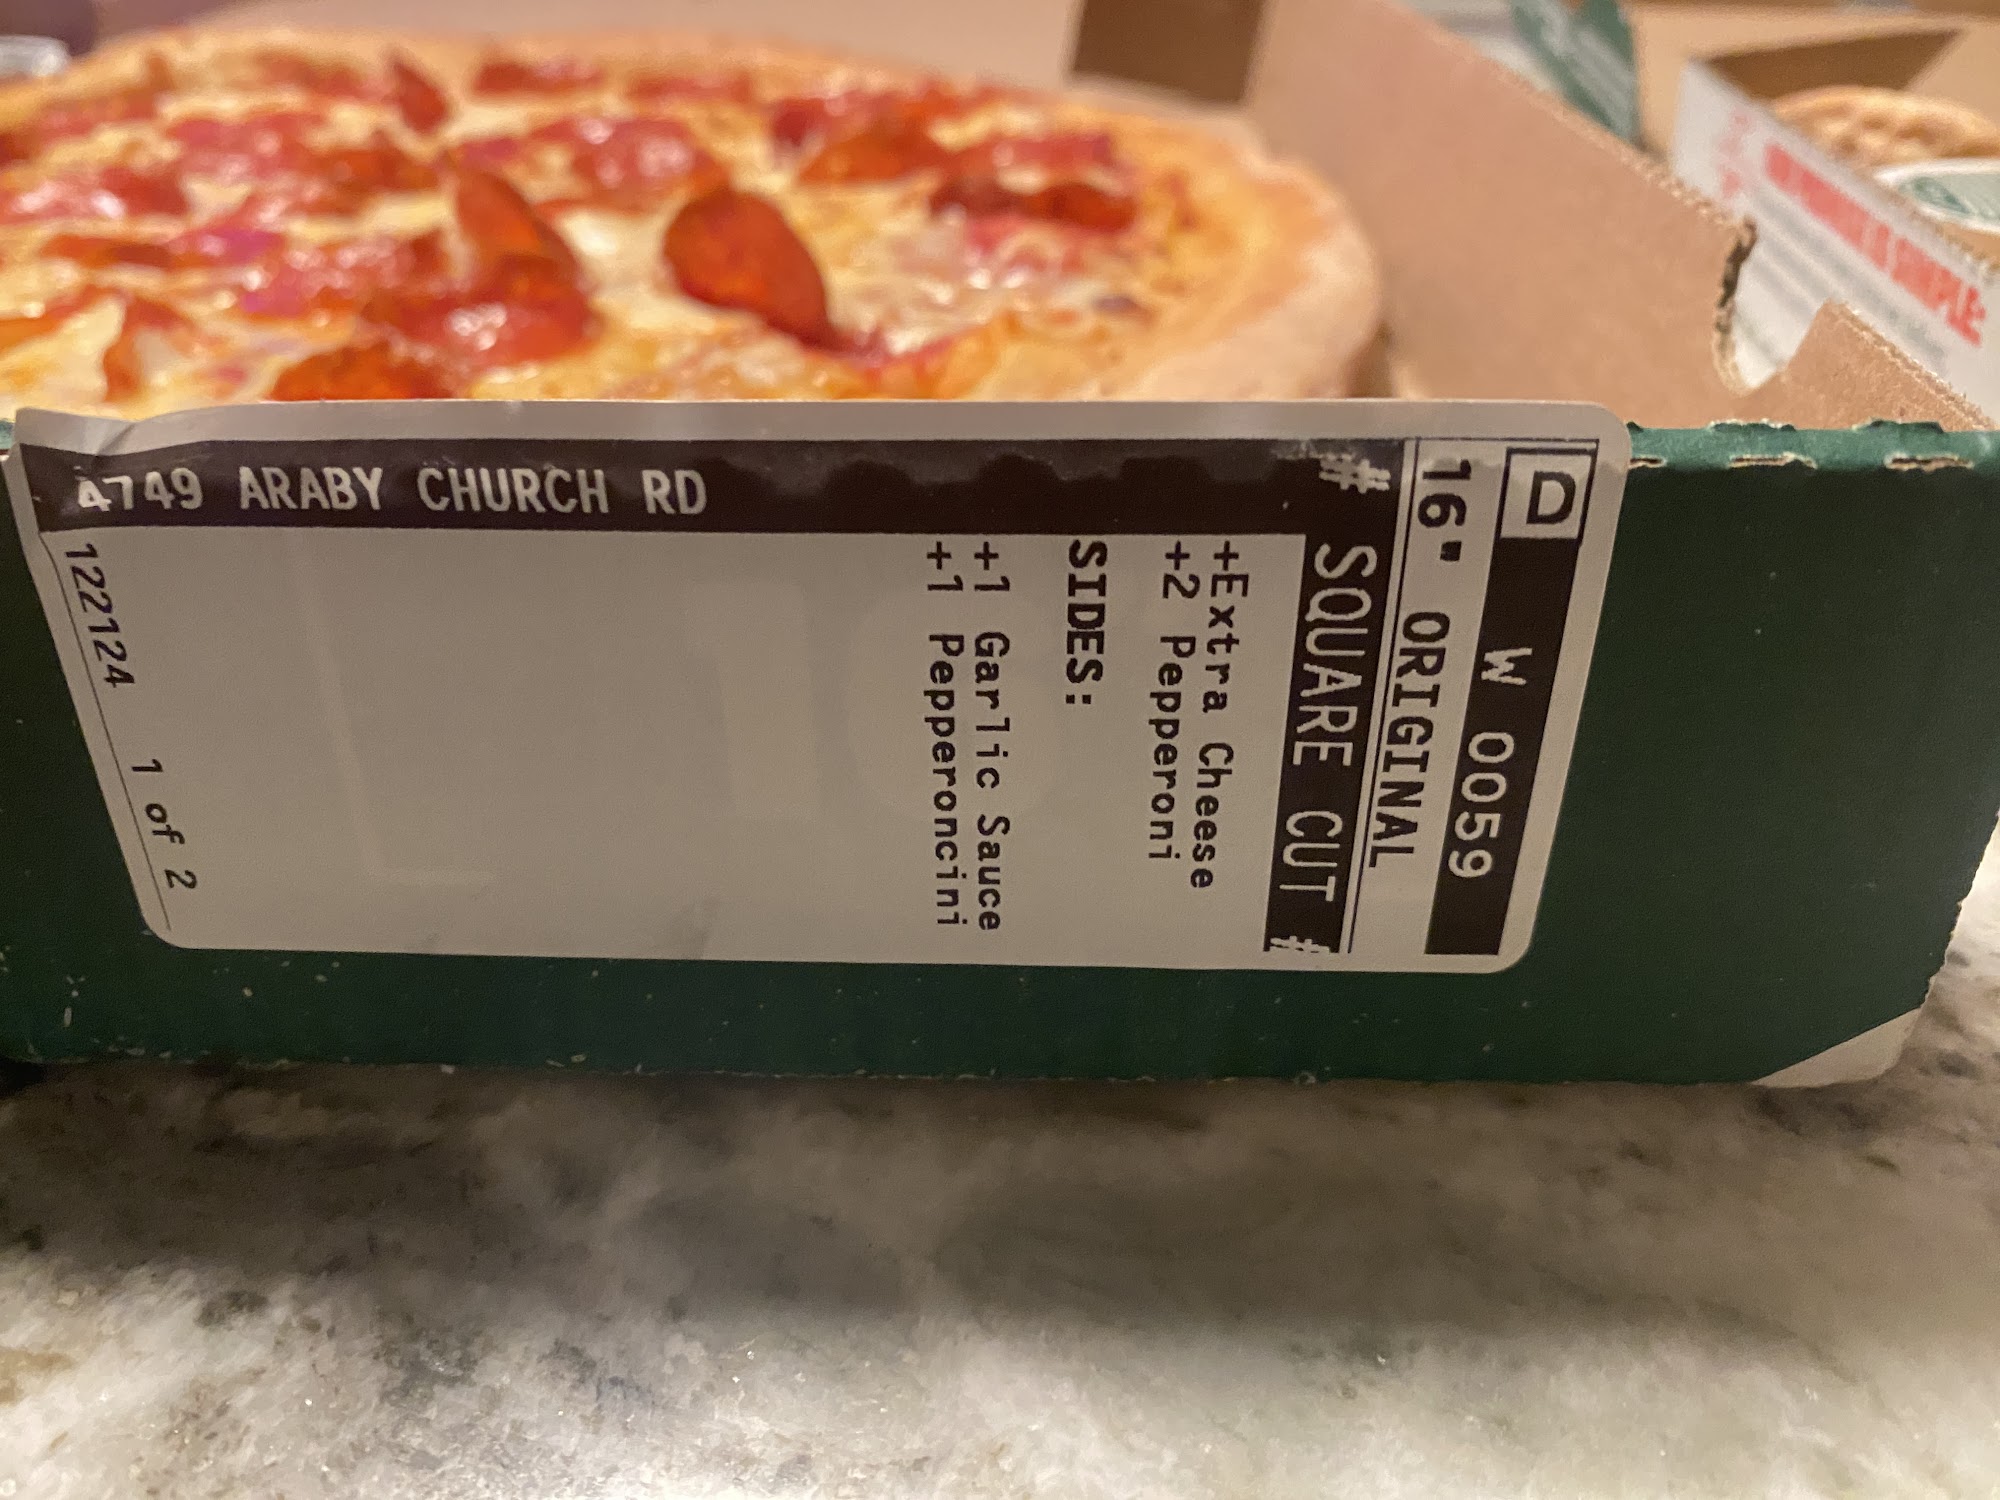 D W 0059
16" ORIGINAL
# SQUARE CUT #
+Extra Cheese
+2 Pepperoni
SIDES:
+1 Garlic Sauce
+1 Pepperoncini
4749 ARABY CHURCH RD
122124 1 of 2